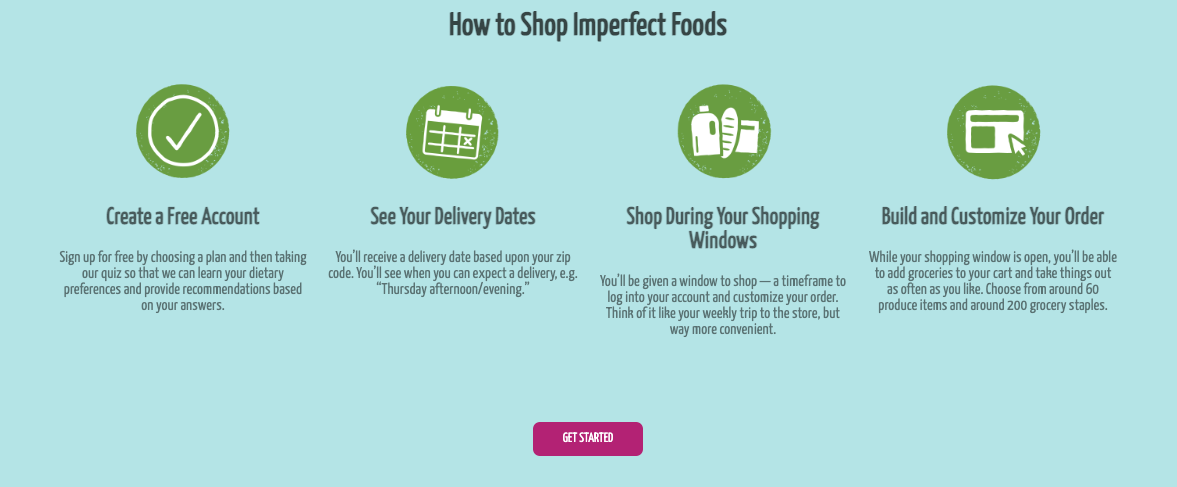 How to Shop Imperfect Foods
Create a Free Account
Sign up for free by choosing a plan and then taking
our quiz so that we can learn your dietary
preferences and provide recommendations based
on your answers.
See Your Delivery Dates
You'll receive a delivery date based upon your zip
code. You'll see when you can expect a delivery, e.g.
“Thursday afternoon/evening.”
Shop During Your Shopping
Windows
You'll be given a window to shop — a timeframe to
log into your account and customize your order.
Think of it like your weekly trip to the store, but
way more convenient.
Build and Customize Your Order
While your shopping window is open, you'll be able
to add groceries to your cart and take things out
as often as you like. Choose from around 60
produce items and around 200 grocery staples.
GET STARTED